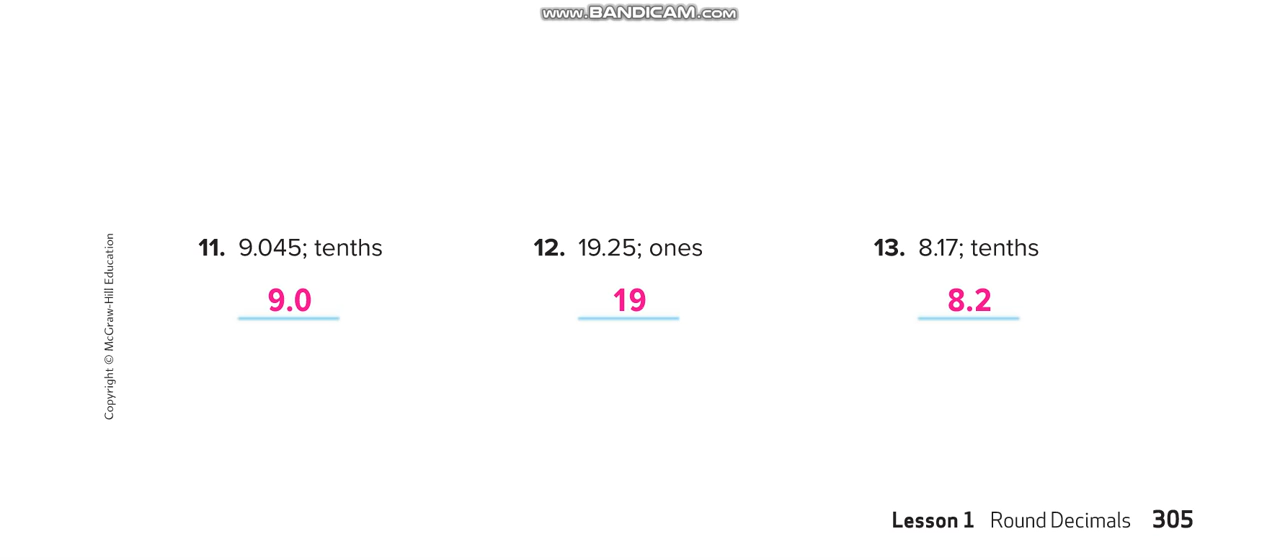 www.BANDICAM.com
11. 9.045; tenths
9.0
12. 19.25; ones
19
13. 8.17; tenths
8.2
Copyright © McGraw-Hill Education
Lesson 1 Round Decimals 305